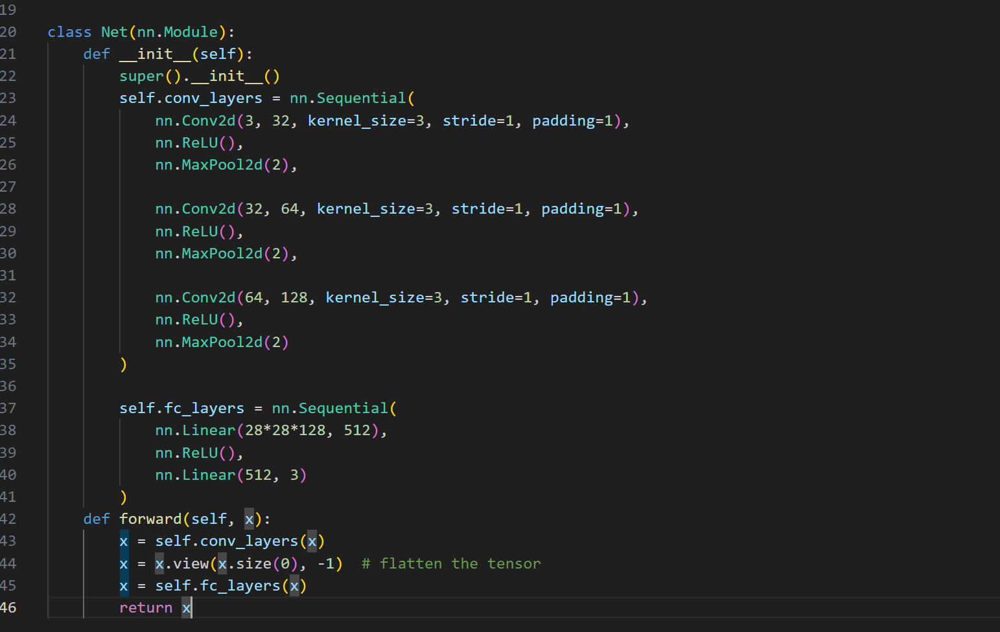 19
20 class Net(nn.Module):
21     def __init__(self):
22         super().__init__()
23         self.conv_layers = nn.Sequential(
24             nn.Conv2d(3, 32, kernel_size=3, stride=1, padding=1),
25             nn.ReLU(),
26             nn.MaxPool2d(2),
27
28             nn.Conv2d(32, 64, kernel_size=3, stride=1, padding=1),
29             nn.ReLU(),
30             nn.MaxPool2d(2),
31
32             nn.Conv2d(64, 128, kernel_size=3, stride=1, padding=1),
33             nn.ReLU(),
34             nn.MaxPool2d(2)
35         )
36
37         self.fc_layers = nn.Sequential(
38             nn.Linear(28*28*128, 512),
39             nn.ReLU(),
40             nn.Linear(512, 3)
41         )
42     def forward(self, x):
43         x = self.conv_layers(x)
44         x = x.view(x.size(0), -1)  # flatten the tensor
45         x = self.fc_layers(x)
46         return x